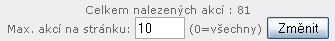 Celkem nalezených akcí : 81
Max. akcí na stránku: 10 (0=všechny) Změnit